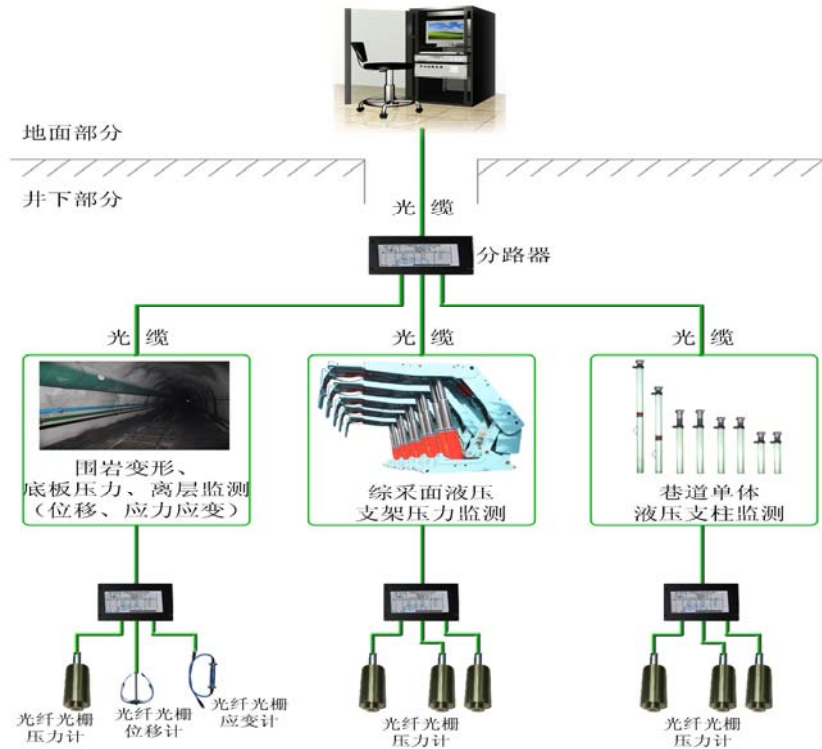 地面部分
井下部分
光 缆
分路器
光 缆
光 缆
光 缆
围岩变形、
底板压力、离层监测
（位移、应力应变）
综采面液压
支架压力监测
巷道单体
液压支柱监测
光纤光栅
压力计
光纤光栅
位移计
光纤光栅
应变计
光纤光栅
压力计
光纤光栅
压力计